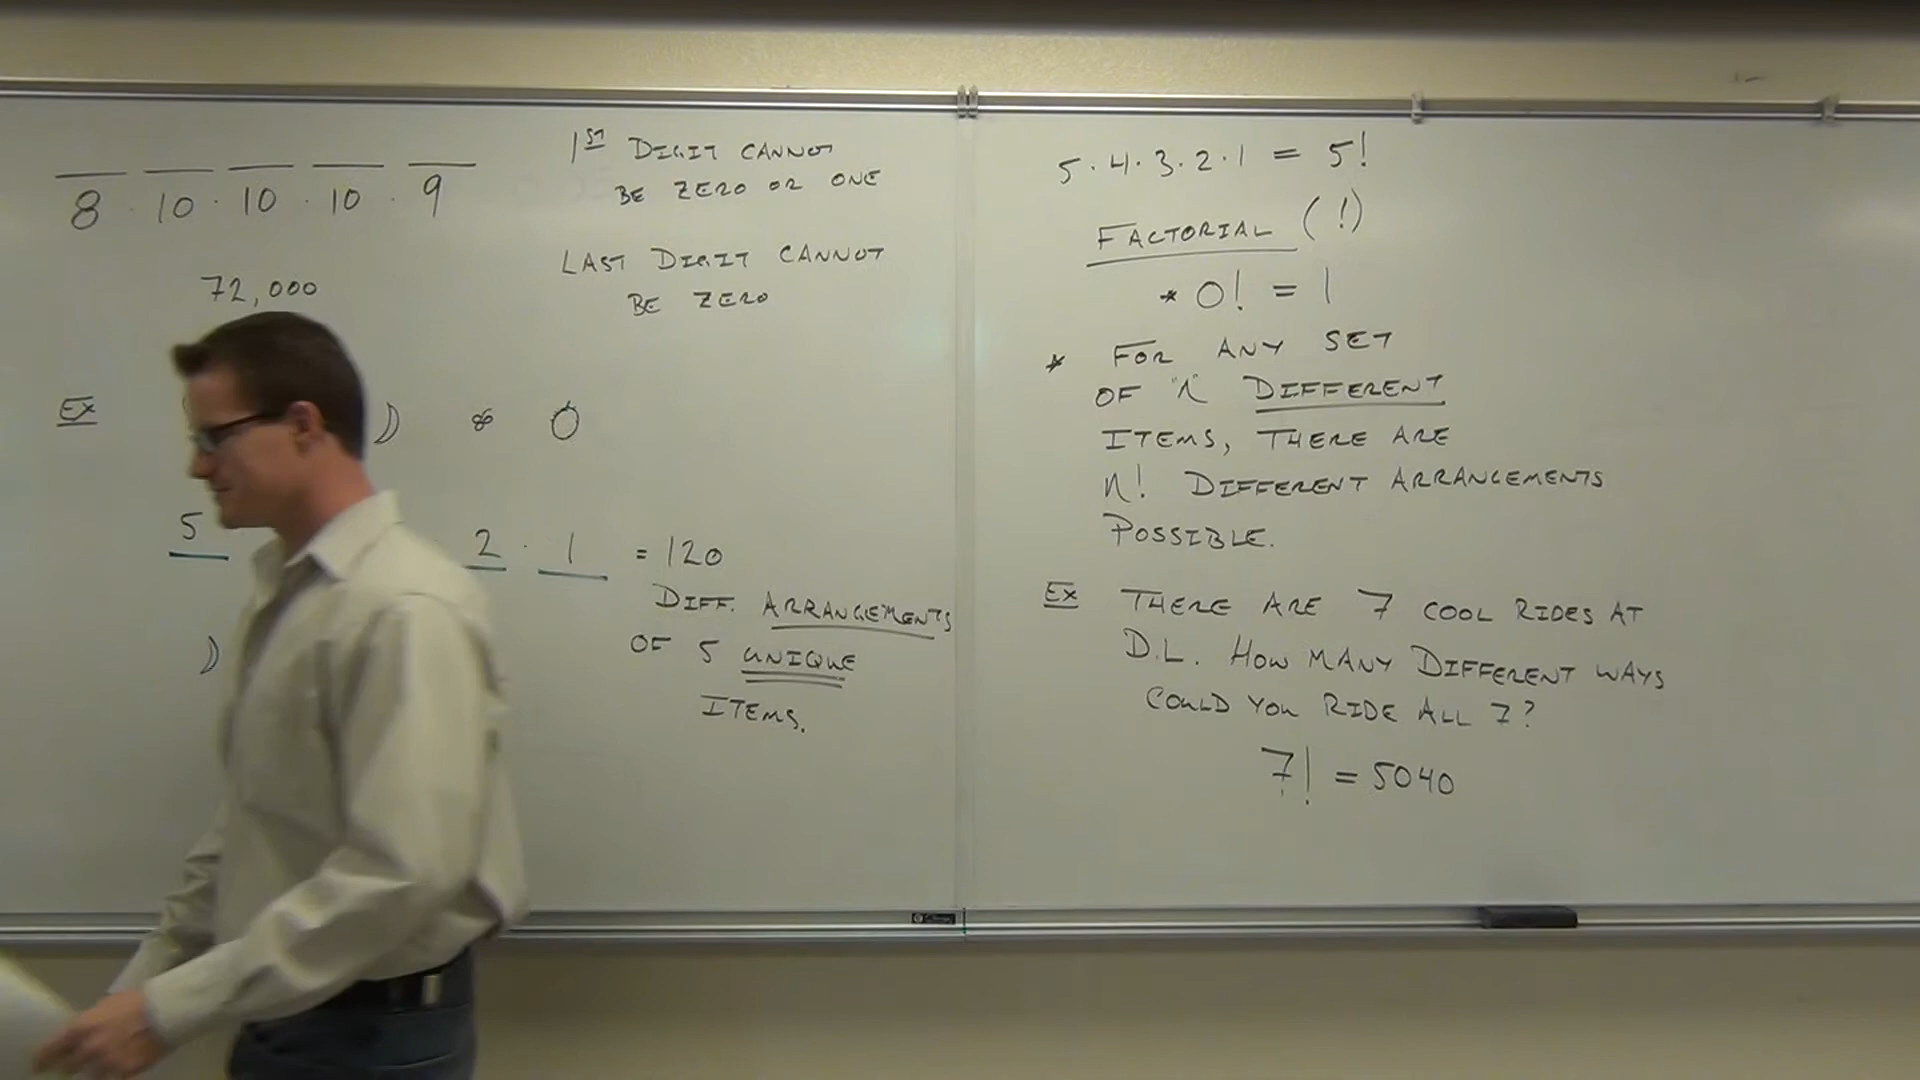 8 · 10 · 10 · 10 · 9
72,000
1ST DIGIT CANNOT
BE ZERO OR ONE
LAST DIGIT CANNOT
BE ZERO
Ex
5
2 · 1 = 120
DIFF. ARRANGEMENTS
OF 5 UNIQUE
ITEMS.
5 · 4 · 3 · 2 · 1 = 5!
FACTORIAL (!)
* 0! = 1
* FOR ANY SET
OF "n" DIFFERENT
ITEMS, THERE ARE
n! DIFFERENT ARRANGEMENTS
POSSIBLE.
Ex THERE ARE 7 COOL RIDES AT
D.L. HOW MANY DIFFERENT WAYS
COULD YOU RIDE ALL 7?
7! = 5040